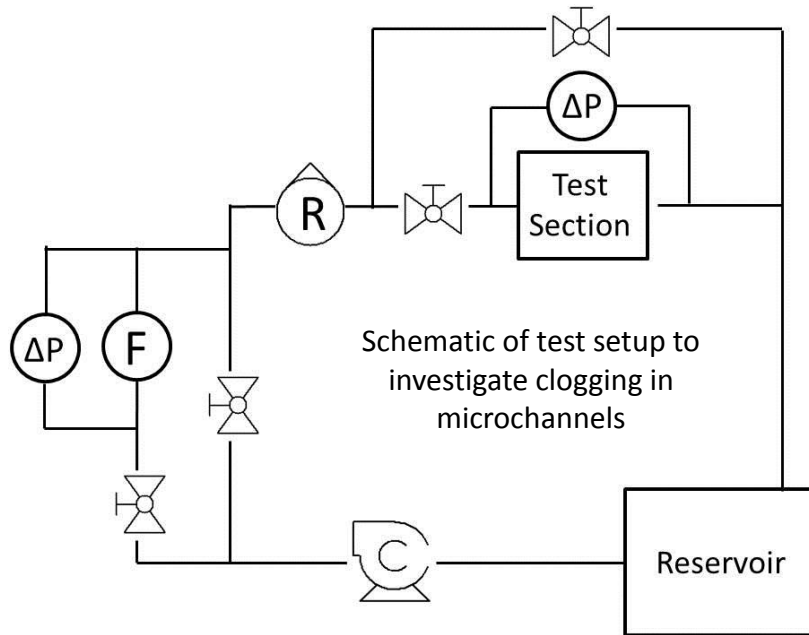 ΔP
Test
Section
R
ΔP
F
Schematic of test setup to
investigate clogging in
microchannels
C
Reservoir